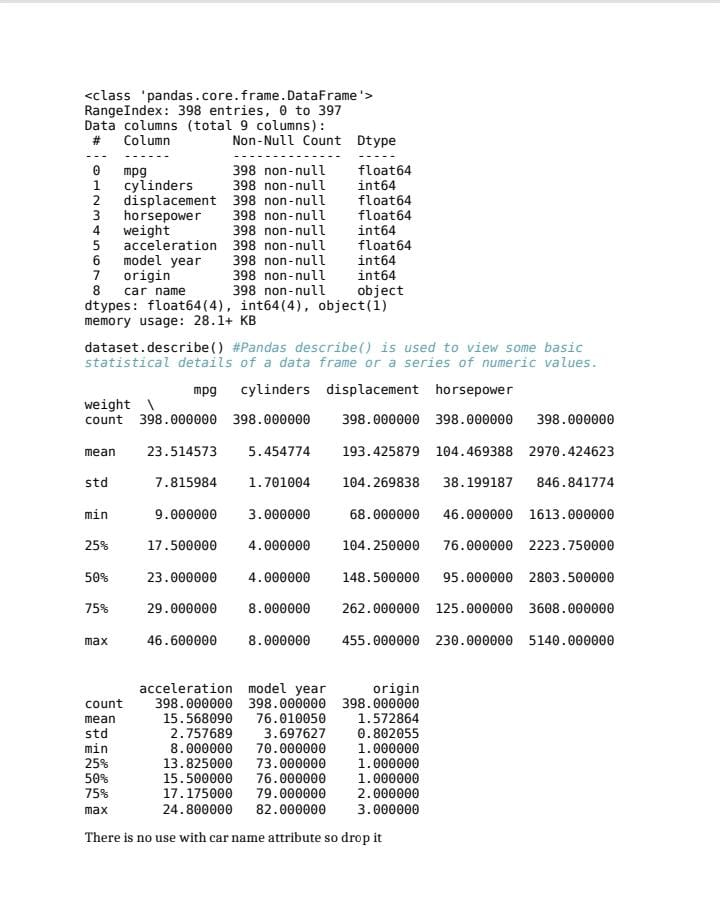 <class 'pandas.core.frame.DataFrame'>
RangeIndex: 398 entries, 0 to 397
Data columns (total 9 columns):
 #   Column        Non-Null Count  Dtype
---  ------        --------------  -----
 0   mpg           398 non-null    float64
 1   cylinders     398 non-null    int64
 2   displacement  398 non-null    float64
 3   horsepower    398 non-null    float64
 4   weight        398 non-null    int64
 5   acceleration  398 non-null    float64
 6   model year    398 non-null    int64
 7   origin        398 non-null    int64
 8   car name      398 non-null    object
dtypes: float64(4), int64(4), object(1)
memory usage: 28.1+ KB
dataset.describe() #Pandas describe() is used to view some basic
statistical details of a data frame or a series of numeric values.
              mpg   cylinders  displacement  horsepower
weight  \
count  398.000000  398.000000    398.000000  398.000000   398.000000
mean    23.514573    5.454774    193.425879  104.469388  2970.424623
std      7.815984    1.701004    104.269838   38.199187   846.841774
min      9.000000    3.000000     68.000000   46.000000  1613.000000
25%     17.500000    4.000000    104.250000   76.000000  2223.750000
50%     23.000000    4.000000    148.500000   95.000000  2803.500000
75%     29.000000    8.000000    262.000000  125.000000  3608.000000
max     46.600000    8.000000    455.000000  230.000000  5140.000000
       acceleration  model year      origin
count    398.000000  398.000000  398.000000
mean      15.568090   76.010050    1.572864
std        2.757689    3.697627    0.802055
min        8.000000   70.000000    1.000000
25%       13.825000   73.000000    1.000000
50%       15.500000   76.000000    1.000000
75%       17.175000   79.000000    2.000000
max       24.800000   82.000000    3.000000
There is no use with car name attribute so drop it